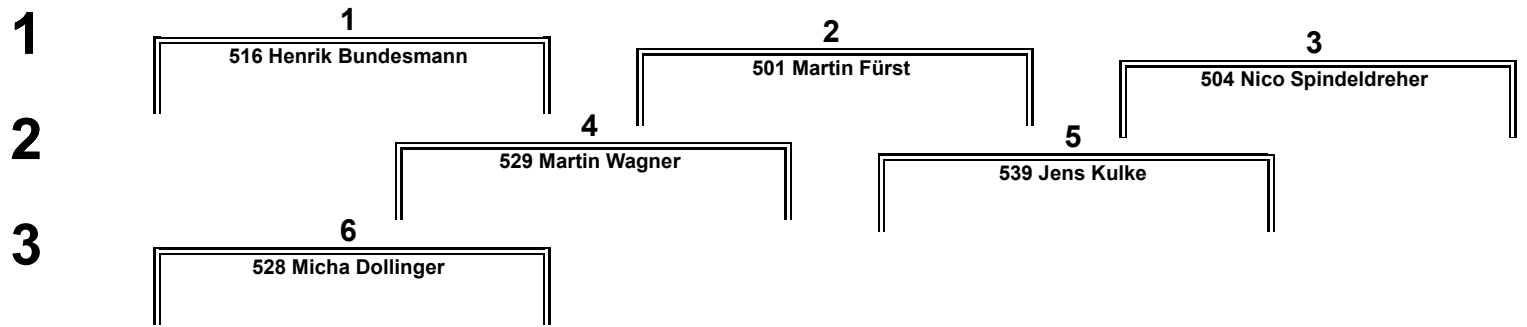 1
1
516 Henrik Bundesmann
2
501 Martin Fürst
3
504 Nico Spindeldreher
2
4
529 Martin Wagner
5
539 Jens Kulke
3
6
528 Micha Dollinger